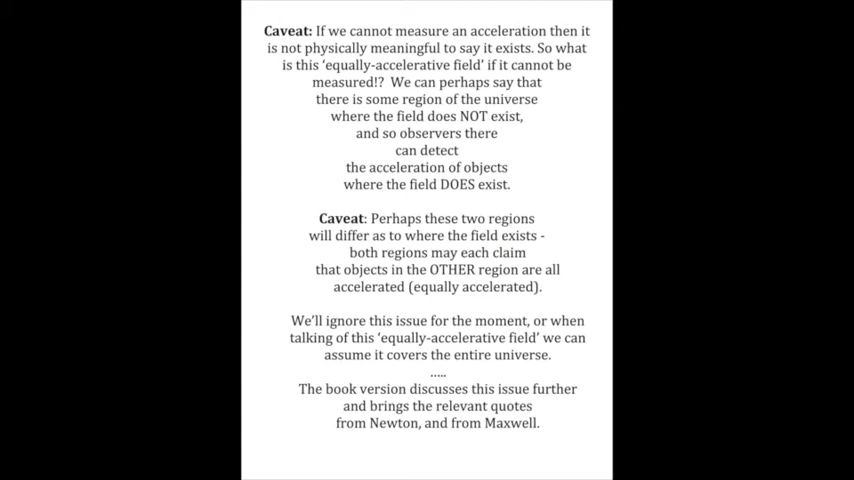 Caveat: If we cannot measure an acceleration then it
is not physically meaningful to say it exists. So what
is this ‘equally-accelerative field’ if it cannot be
measured!?  We can perhaps say that
there is some region of the universe
where the field does NOT exist,
and so observers there
can detect
the acceleration of objects
where the field DOES exist.
Caveat: Perhaps these two regions
will differ as to where the field exists -
both regions may each claim
that objects in the OTHER region are all
accelerated (equally accelerated).
We’ll ignore this issue for the moment, or when
talking of this ‘equally-accelerative field’ we can
assume it covers the entire universe.
…..
The book version discusses this issue further
and brings the relevant quotes
from Newton, and from Maxwell.